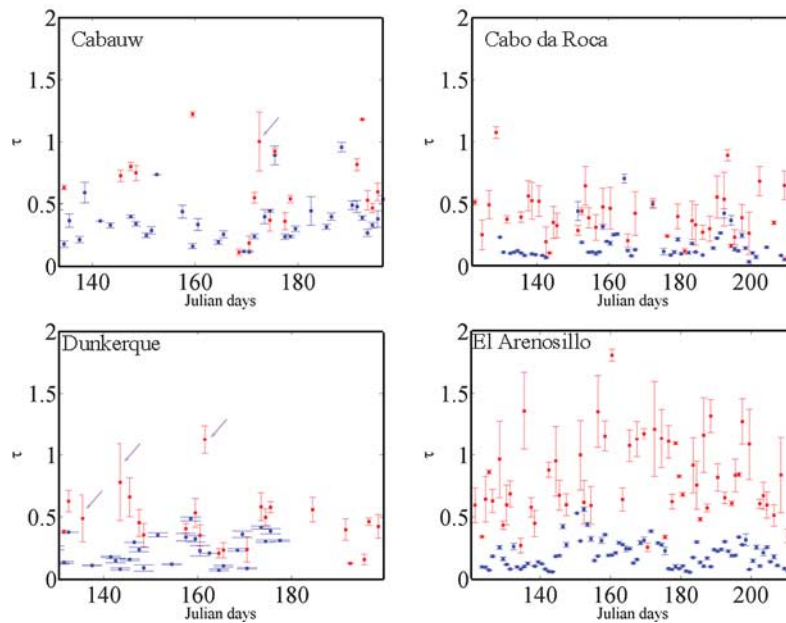 2
Cabauw
1.5
τ
1
0.5
0
140 160 180
Julian days
2
Cabo da Roca
1.5
τ
1
0.5
0
140 160 180 200
Julian days
2
Dunkerque
1.5
τ
1
0.5
0
140 160 180
Julian days
2
El Arenosillo
1.5
τ
1
0.5
0
140 160 180 200
Julian days